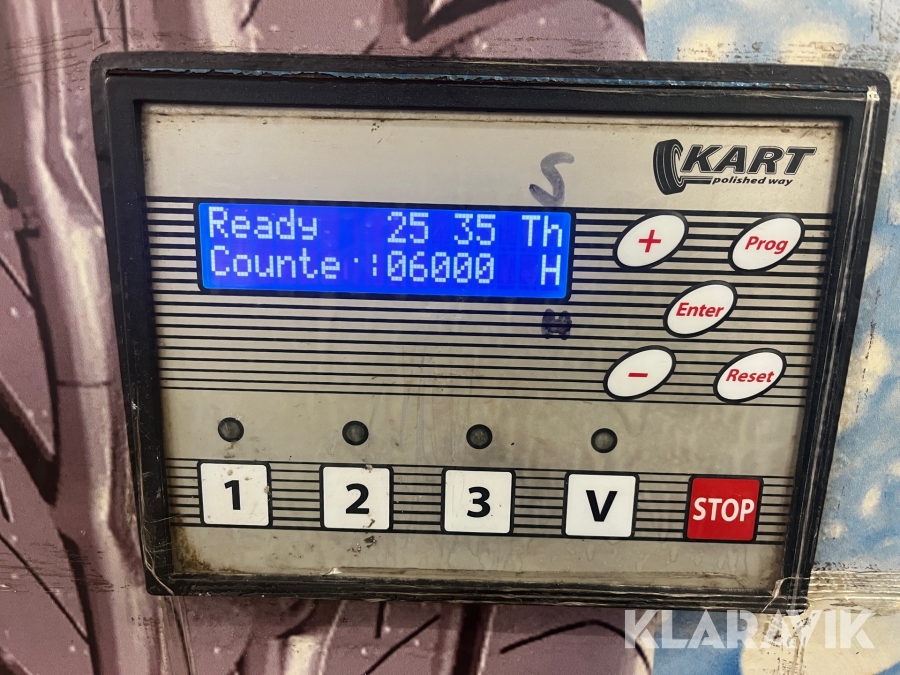 KART
polished way
S
Ready 25 35 Th
Counte :06000 H
+
Prog
Enter
-
Reset
1 2 3 V STOP
KLARAVIK